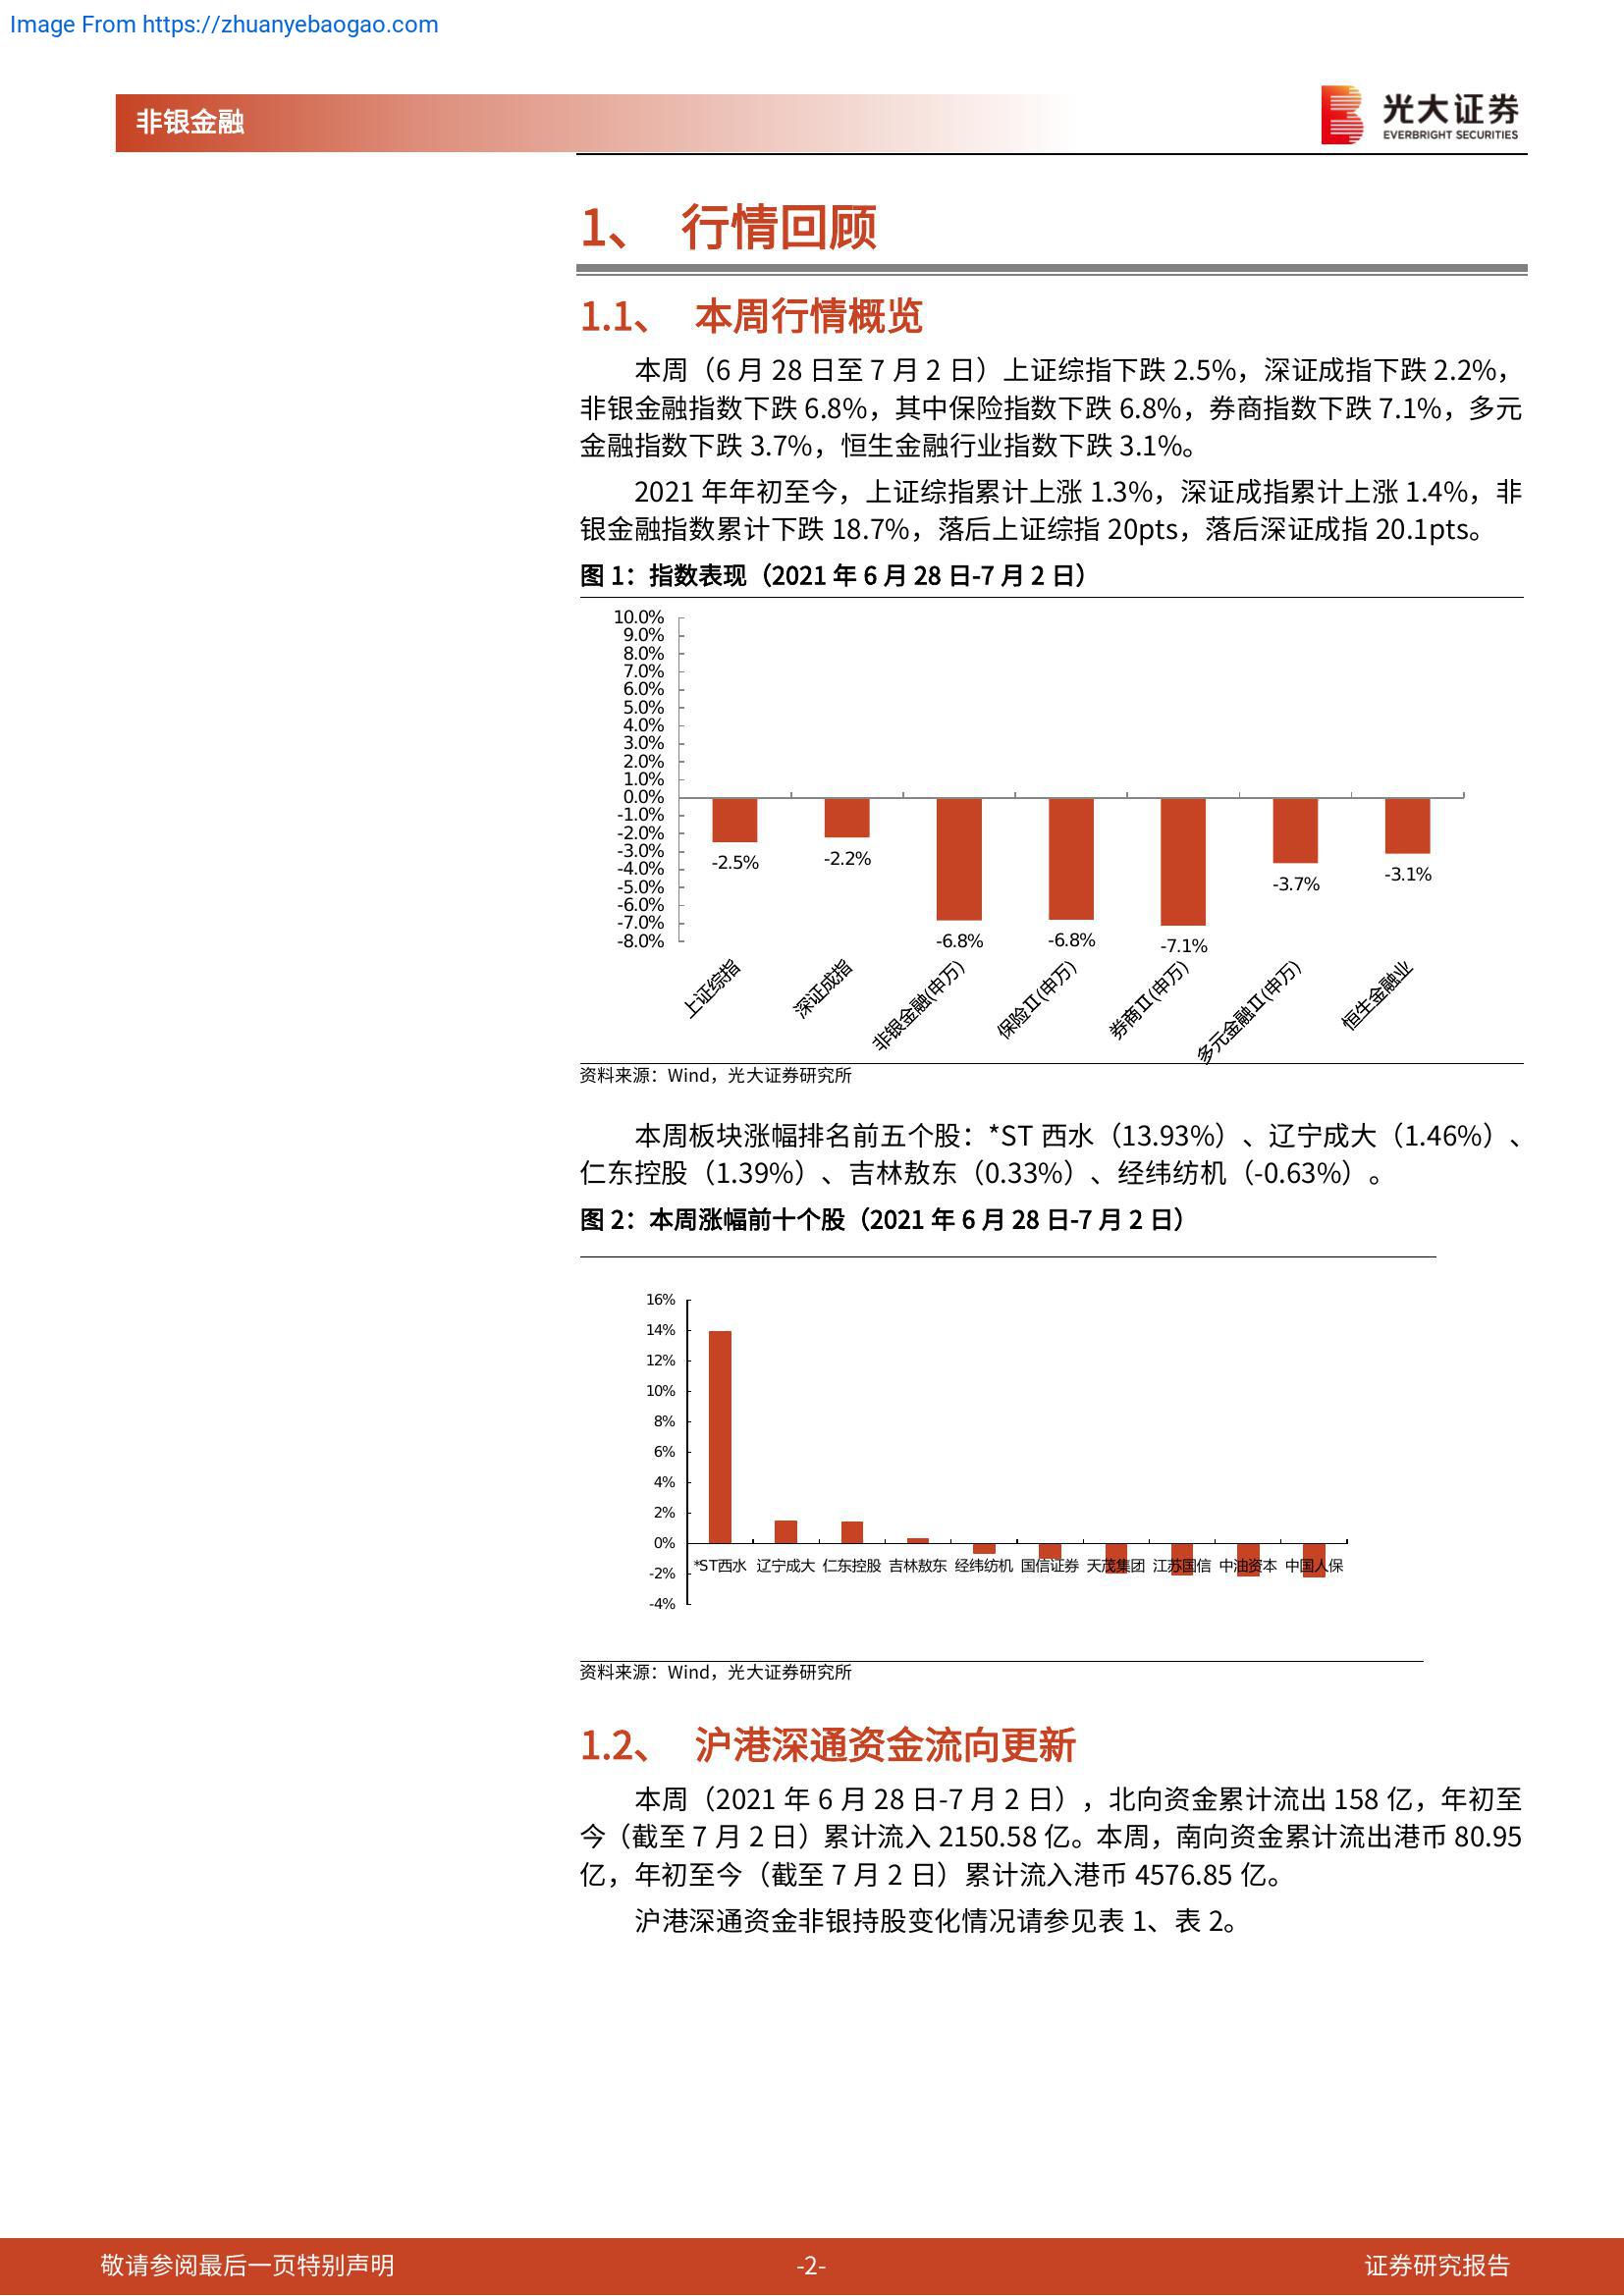 Image From https://zhuanyebaogao.com
非银金融
光大证券
EVERBRIGHT SECURITIES
1、 行情回顾
1.1、 本周行情概览
本周（6 月 28 日至 7 月 2 日）上证综指下跌 2.5%，深证成指下跌 2.2%，
非银金融指数下跌 6.8%，其中保险指数下跌 6.8%，券商指数下跌 7.1%，多元
金融指数下跌 3.7%，恒生金融行业指数下跌 3.1%。
2021 年年初至今，上证综指累计上涨 1.3%，深证成指累计上涨 1.4%，非
银金融指数累计下跌 18.7%，落后上证综指 20pts，落后深证成指 20.1pts。
图 1：指数表现（2021 年 6 月 28 日-7 月 2 日）
10.0%
9.0%
8.0%
7.0%
6.0%
5.0%
4.0%
3.0%
2.0%
1.0%
0.0%
-1.0%
-2.0%
-3.0%
-4.0%
-5.0%
-6.0%
-7.0%
-8.0%
-2.5% -2.2% -6.8% -6.8% -7.1% -3.7% -3.1%
上证综指 深证成指 非银金融(申万) 保险Ⅱ(申万) 券商Ⅱ(申万) 多元金融Ⅱ(申万) 恒生金融业
资料来源：Wind，光大证券研究所
本周板块涨幅排名前五个股：*ST 西水（13.93%）、辽宁成大（1.46%）、
仁东控股（1.39%）、吉林敖东（0.33%）、经纬纺机（-0.63%）。
图 2：本周涨幅前十个股（2021 年 6 月 28 日-7 月 2 日）
16%
14%
12%
10%
8%
6%
4%
2%
0%
-2%
-4%
*ST西水 辽宁成大 仁东控股 吉林敖东 经纬纺机 国信证券 天茂集团 江苏国信 中油资本 中国人保
资料来源：Wind，光大证券研究所
1.2、 沪港深通资金流向更新
本周（2021 年 6 月 28 日-7 月 2 日），北向资金累计流出 158 亿，年初至
今（截至 7 月 2 日）累计流入 2150.58 亿。本周，南向资金累计流出港币 80.95
亿，年初至今（截至 7 月 2 日）累计流入港币 4576.85 亿。
沪港深通资金非银持股变化情况请参见表 1、表 2。
敬请参阅最后一页特别声明 -2- 证券研究报告